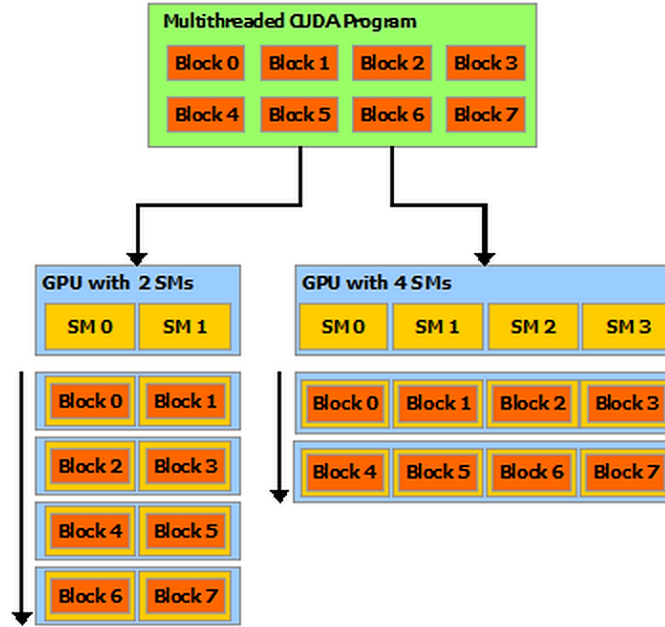 Multithreaded CUDA Program
Block 0 Block 1 Block 2 Block 3
Block 4 Block 5 Block 6 Block 7
GPU with 2 SMs
SM 0 SM 1
Block 0 Block 1
Block 2 Block 3
Block 4 Block 5
Block 6 Block 7
GPU with 4 SMs
SM 0 SM 1 SM 2 SM 3
Block 0 Block 1 Block 2 Block 3
Block 4 Block 5 Block 6 Block 7